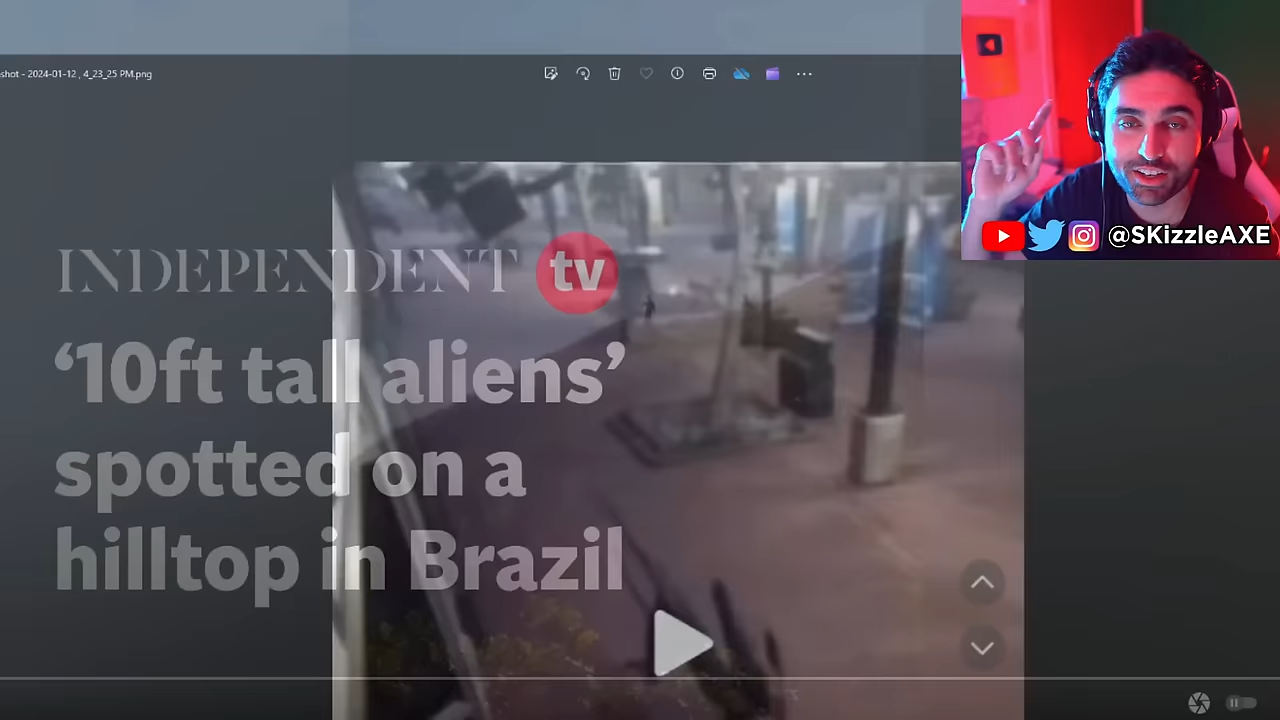 shot - 2024-01-12 , 4_23_25 PM.png
@SKizzleAXE
INDEPENDENT tv
‘10ft tall aliens’
spotted on a
hilltop in Brazil